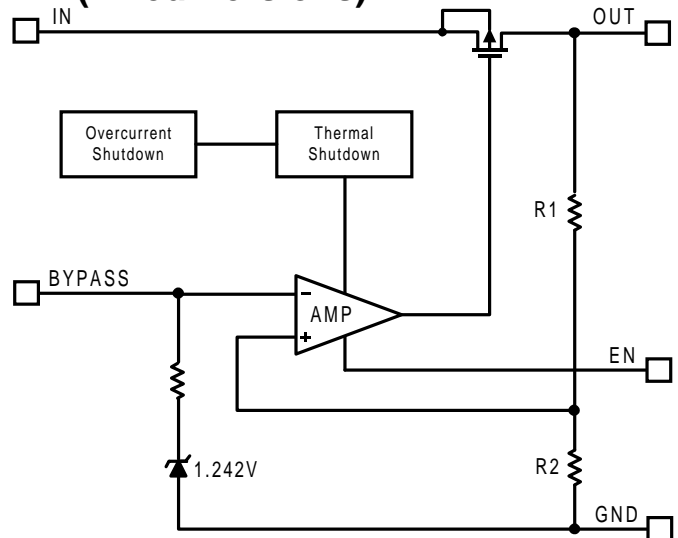 IN
OUT
Overcurrent
Shutdown
Thermal
Shutdown
R1
BYPASS
–
AMP
+
EN
1.242V
R2
GND